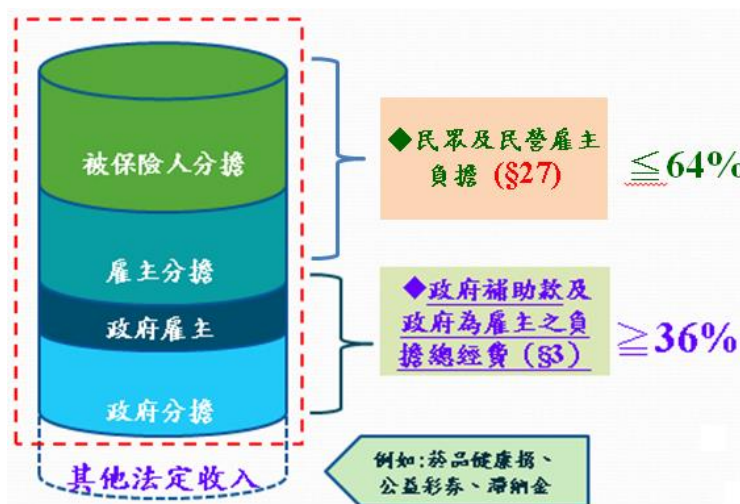 被保險人分擔
雇主分擔
政府雇主
政府分擔
其他法定收入
◆民眾及民營雇主
負擔 (§27)
≦64%
◆政府補助款及
政府為雇主之負
擔總經費 (§3)
≧36%
例如:菸品健康捐、
公益彩券、滯納金